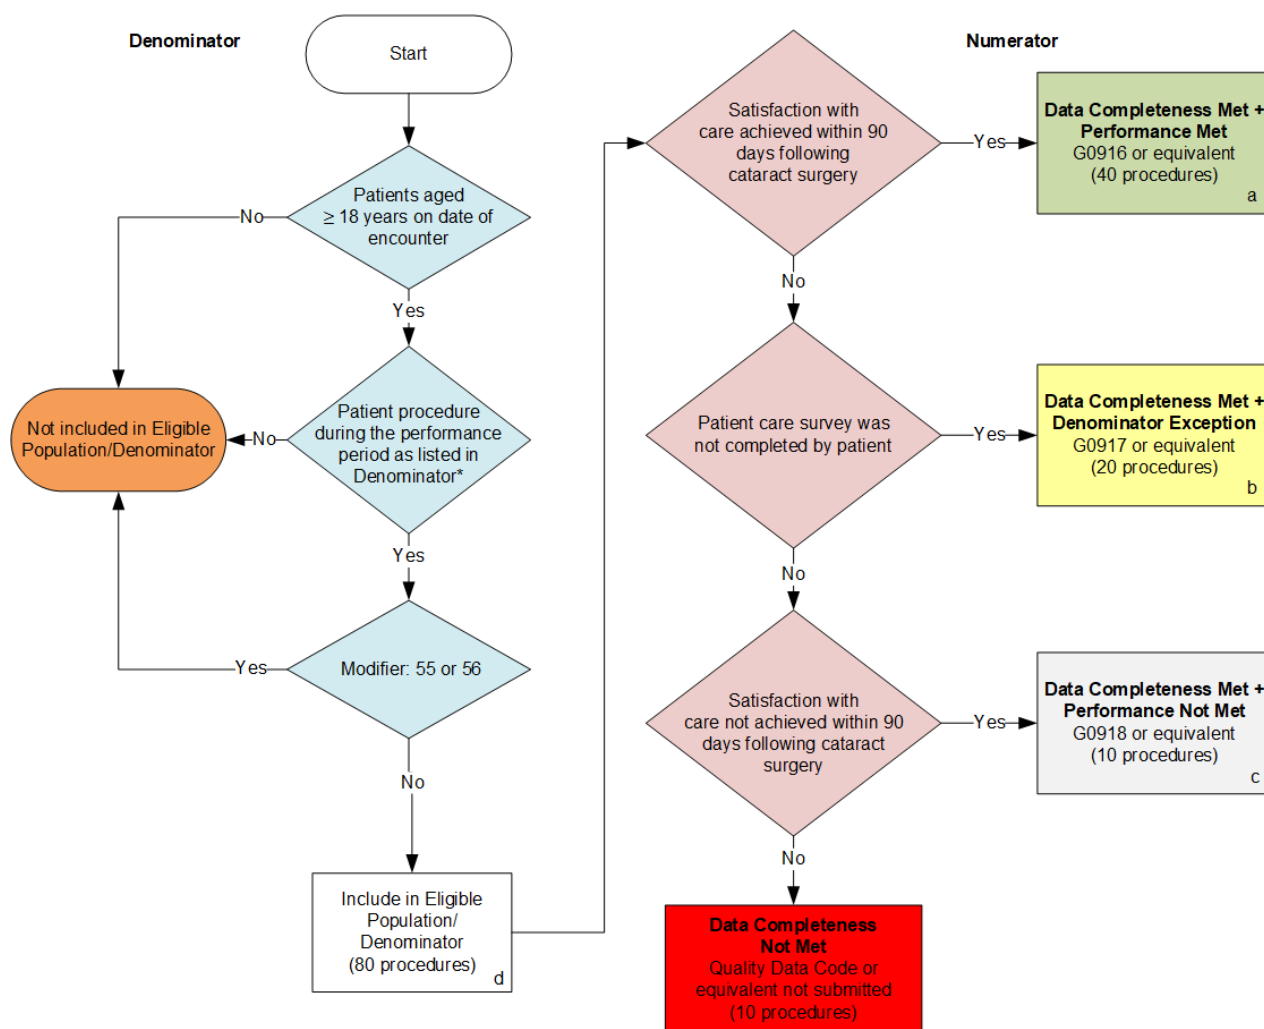 Denominator
Start
Patients aged
≥ 18 years on date of
encounter
No
Yes
Patient procedure
during the performance
period as listed in
Denominator*
No
Not included in Eligible
Population/Denominator
Yes
Modifier: 55 or 56
Yes
No
Include in Eligible
Population/
Denominator
(80 procedures)
d
Numerator
Satisfaction with
care achieved within 90
days following
cataract surgery
Yes
Data Completeness Met +
Performance Met
G0916 or equivalent
(40 procedures)
a
No
Patient care survey was
not completed by patient
Yes
Data Completeness Met +
Denominator Exception
G0917 or equivalent
(20 procedures)
b
No
Satisfaction with
care not achieved within 90
days following cataract
surgery
Yes
Data Completeness Met +
Performance Not Met
G0918 or equivalent
(10 procedures)
c
No
Data Completeness
Not Met
Quality Data Code or
equivalent not submitted
(10 procedures)